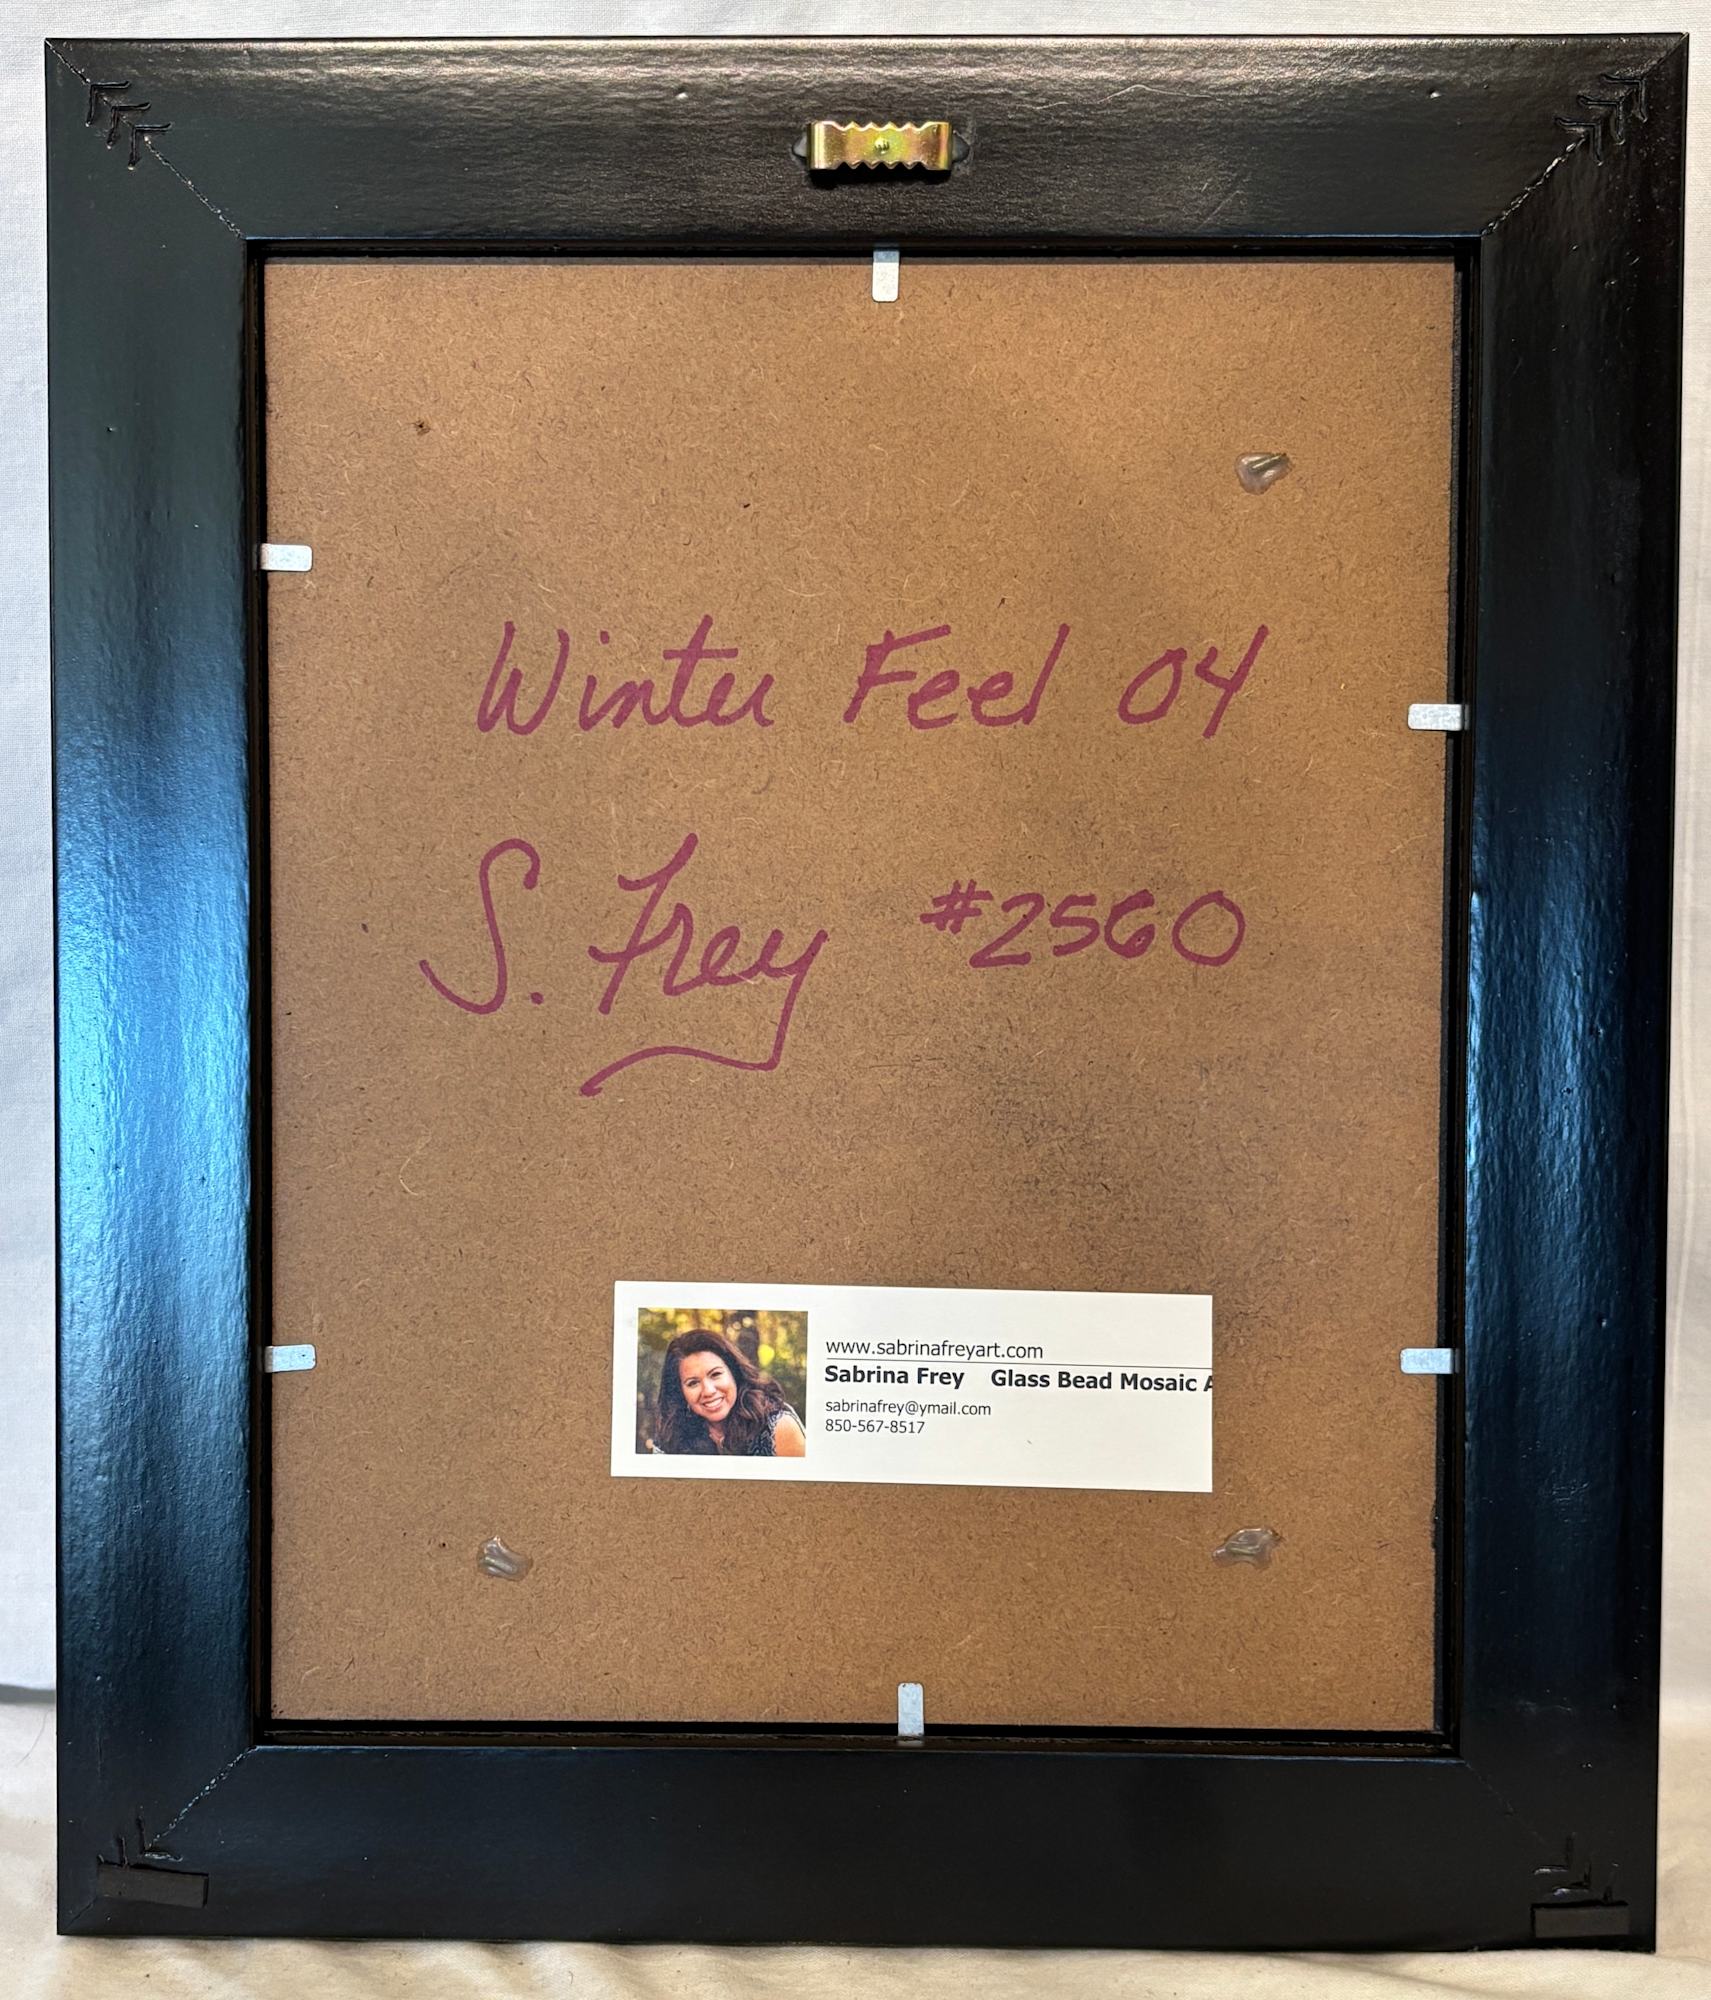 Winter Feel 04
S. Frey #2560
www.sabrinafreyart.com
Sabrina Frey Glass Bead Mosaic A
sabrinafrey@ymail.com
850-567-8517